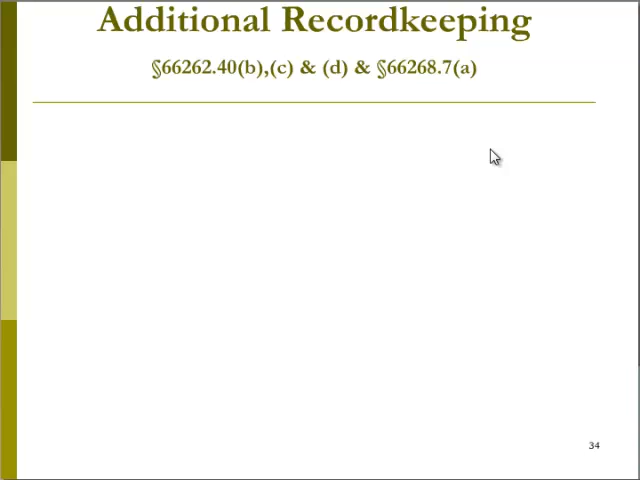 Additional Recordkeeping
§66262.40(b),(c) & (d) & §66268.7(a)
34